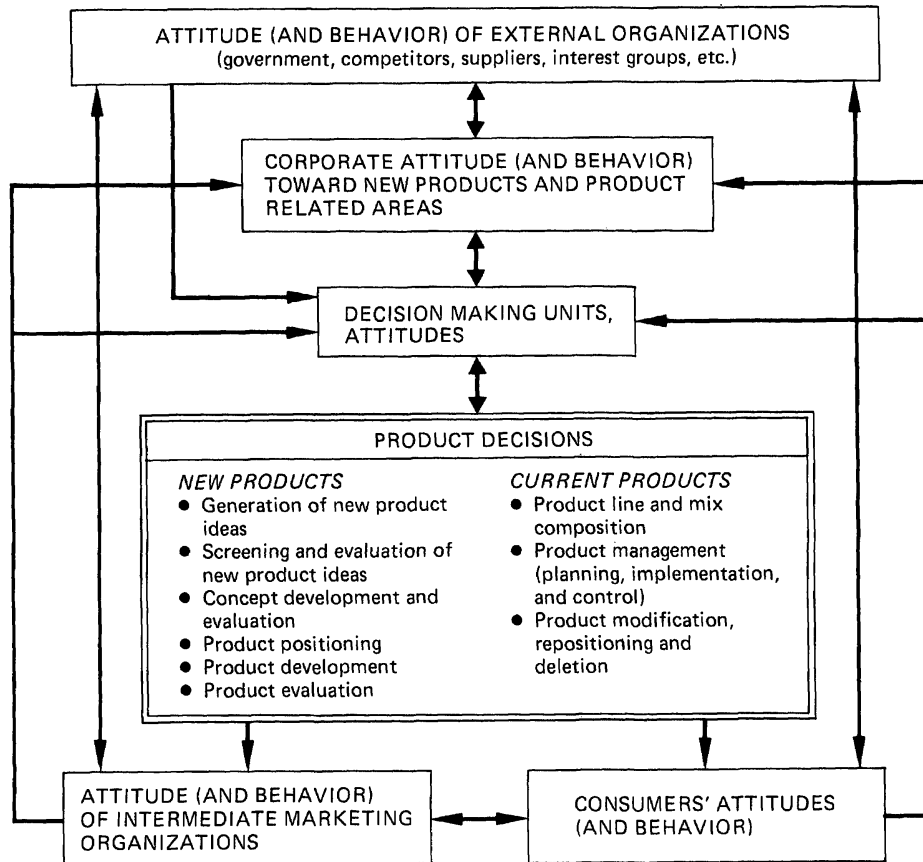 ATTITUDE (AND BEHAVIOR) OF EXTERNAL ORGANIZATIONS
(government, competitors, suppliers, interest groups, etc.)
CORPORATE ATTITUDE (AND BEHAVIOR)
TOWARD NEW PRODUCTS AND PRODUCT
RELATED AREAS
DECISION MAKING UNITS,
ATTITUDES
PRODUCT DECISIONS
NEW PRODUCTS
● Generation of new product
ideas
● Screening and evaluation of
new product ideas
● Concept development and
evaluation
● Product positioning
● Product development
● Product evaluation
CURRENT PRODUCTS
● Product line and mix
composition
● Product management
(planning, implementation,
and control)
● Product modification,
repositioning and
deletion
ATTITUDE (AND BEHAVIOR)
OF INTERMEDIATE MARKETING
ORGANIZATIONS
CONSUMERS' ATTITUDES
(AND BEHAVIOR)